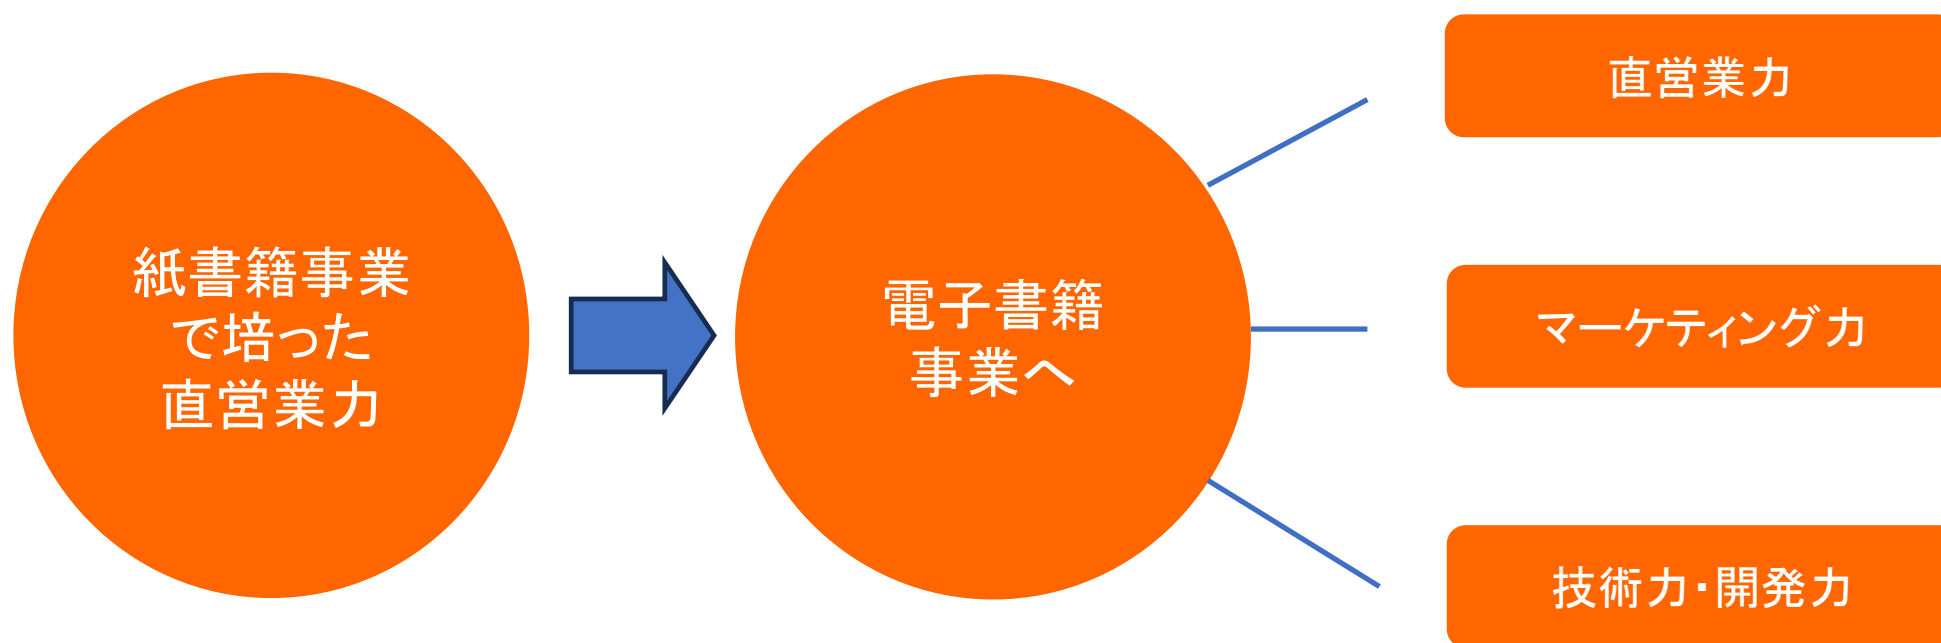 紙書籍事業
で培った
直営業力
電子書籍
事業へ
直営業力
マーケティング力
技術力・開発力